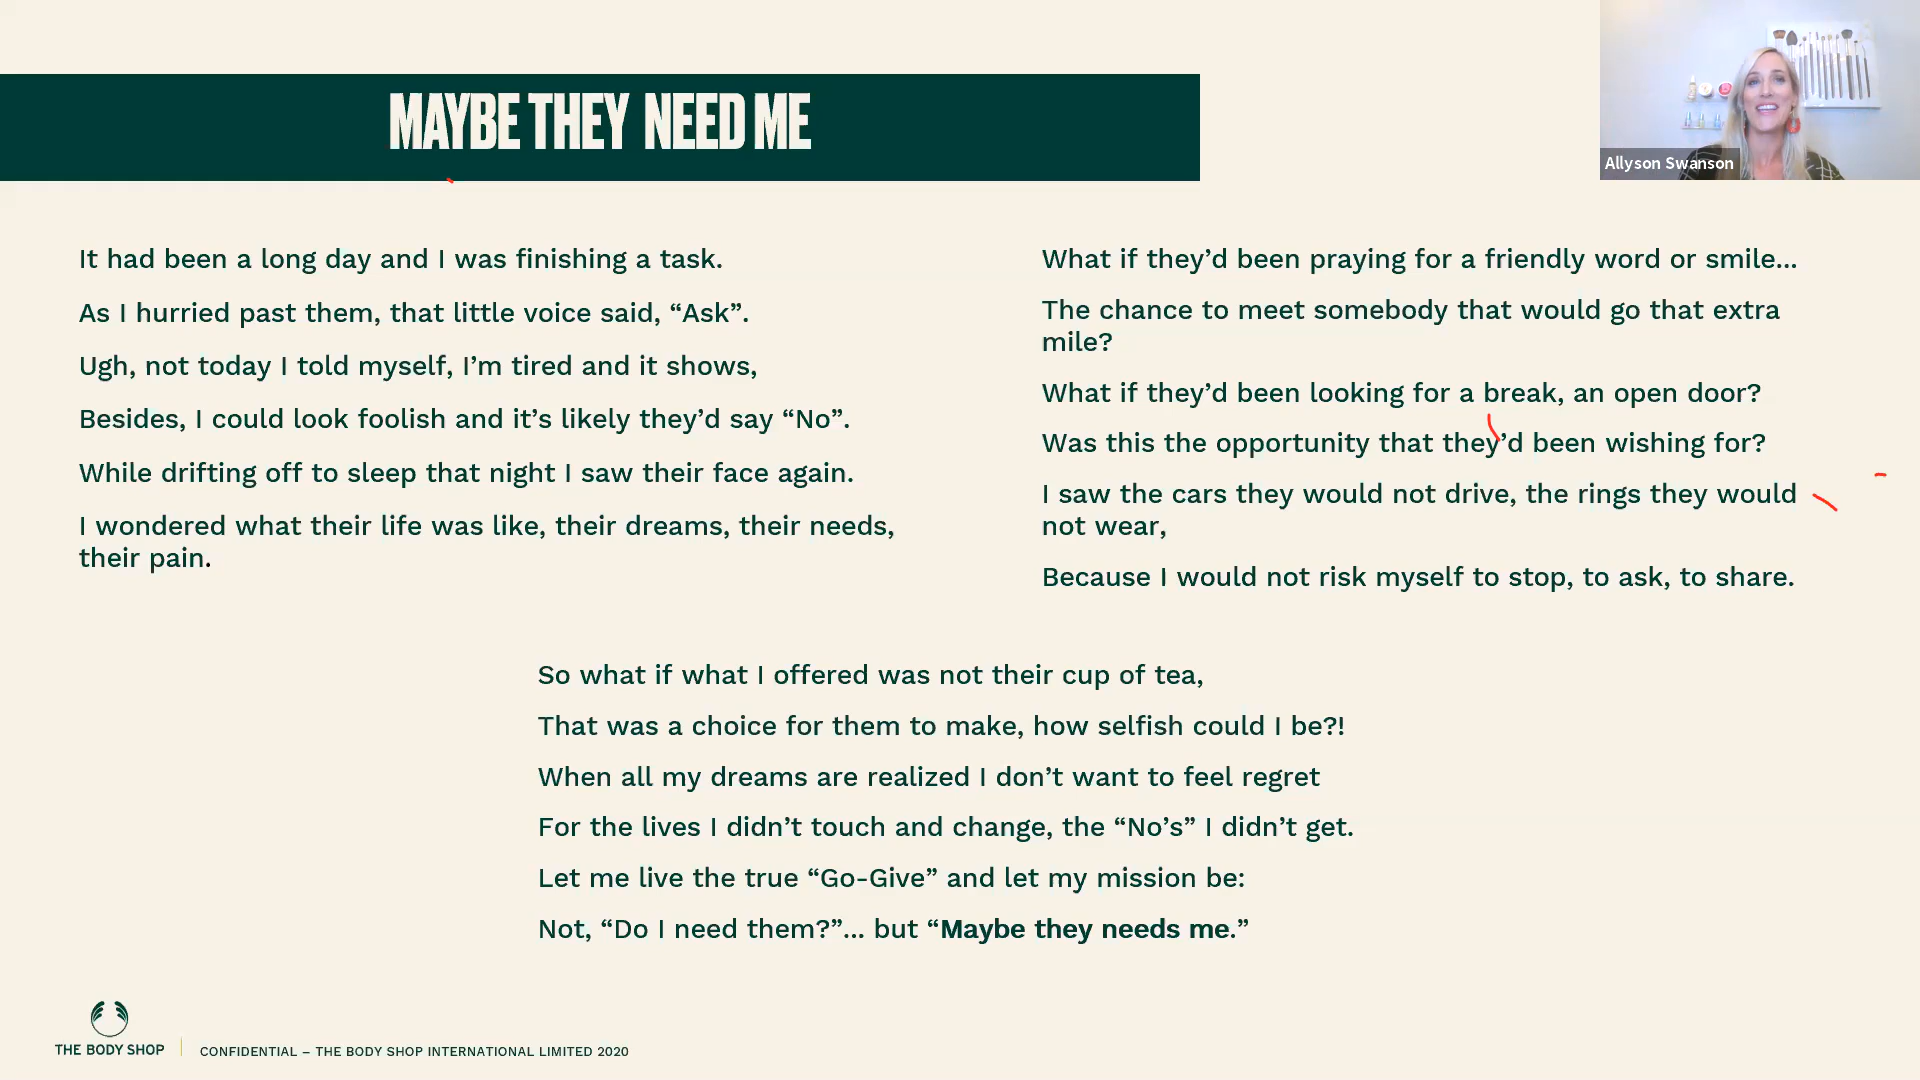 MAYBE THEY NEED ME
Allyson Swanson
It had been a long day and I was finishing a task.
As I hurried past them, that little voice said, “Ask”.
Ugh, not today I told myself, I’m tired and it shows,
Besides, I could look foolish and it’s likely they’d say “No”.
While drifting off to sleep that night I saw their face again.
I wondered what their life was like, their dreams, their needs,
their pain.
What if they’d been praying for a friendly word or smile...
The chance to meet somebody that would go that extra
mile?
What if they’d been looking for a break, an open door?
Was this the opportunity that they’d been wishing for?
I saw the cars they would not drive, the rings they would
not wear,
Because I would not risk myself to stop, to ask, to share.
So what if what I offered was not their cup of tea,
That was a choice for them to make, how selfish could I be?!
When all my dreams are realized I don’t want to feel regret
For the lives I didn’t touch and change, the “No’s” I didn’t get.
Let me live the true “Go-Give” and let my mission be:
Not, “Do I need them?”... but “Maybe they needs me.”
THE BODY SHOP
CONFIDENTIAL – THE BODY SHOP INTERNATIONAL LIMITED 2020